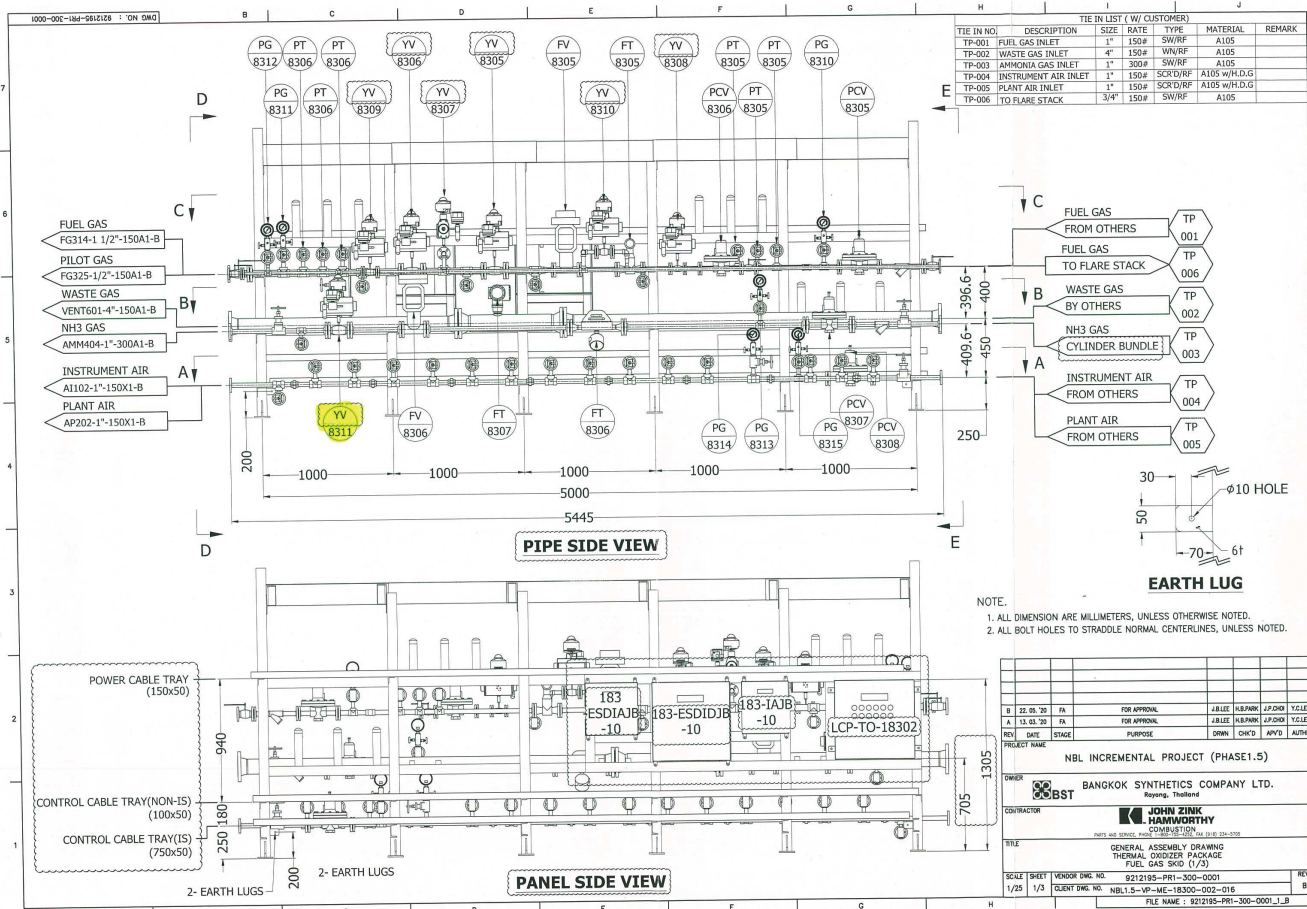 DWG NO. : 9212195-PR1-300-0001
B C D E F G H I J
TIE IN LIST ( W/ CUSTOMER)
TIE IN NO. DESCRIPTION SIZE RATE TYPE MATERIAL REMARK
TP-001 FUEL GAS INLET 1" 150# SW/RF A105
TP-002 WASTE GAS INLET 4" 150# WN/RF A105
TP-003 AMMONIA GAS INLET 1" 300# SW/RF A105
TP-004 INSTRUMENT AIR INLET 1" 150# SCR'D/RF A105 w/H.D.G
TP-005 PLANT AIR INLET 1" 150# SCR'D/RF A105 w/H.D.G
TP-006 TO FLARE STACK 3/4" 150# SW/RF A105
PG 8312
PT 8306
PT 8306
YV 8306
YV 8305
FV 8305
FT 8305
YV 8308
PT 8305
PT 8305
PG 8310
PG 8311
PT 8306
YV 8309
YV 8307
YV 8310
PCV 8306
PT 8305
PCV 8305
D
E
C
C
B
B
A
A
FUEL GAS
FG314-1 1/2"-150A1-B
PILOT GAS
FG325-1/2"-150A1-B
WASTE GAS
VENT601-4"-150A1-B
NH3 GAS
AMM404-1"-300A1-B
INSTRUMENT AIR
AI102-1"-150X1-B
PLANT AIR
AP202-1"-150X1-B
FUEL GAS
FROM OTHERS
TP 001
FUEL GAS
TO FLARE STACK
TP 006
WASTE GAS
BY OTHERS
TP 002
NH3 GAS
CYLINDER BUNDLE
TP 003
INSTRUMENT AIR
FROM OTHERS
TP 004
PLANT AIR
FROM OTHERS
TP 005
396.6
400
409.6
450
250
YV 8311
FV 8306
FT 8307
FT 8306
PG 8314
PG 8313
PG 8315
PCV 8307
PCV 8308
200
1000 1000 1000 1000 1000
5000
5445
D
E
PIPE SIDE VIEW
30
φ10 HOLE
50
70
6t
EARTH LUG
NOTE.
1. ALL DIMENSION ARE MILLIMETERS, UNLESS OTHERWISE NOTED.
2. ALL BOLT HOLES TO STRADDLE NORMAL CENTERLINES, UNLESS NOTED.
POWER CABLE TRAY
(150x50)
CONTROL CABLE TRAY(NON-IS)
(100x50)
CONTROL CABLE TRAY(IS)
(750x50)
940
180
250
200
2- EARTH LUGS
2- EARTH LUGS
183
ESDIAJB
-10
183-ESDIDJB
-10
183-IAJB
-10
LCP-TO-18302
1305
705
PANEL SIDE VIEW
B 22. 05. '20 FA FOR APPROVAL J.B.LEE H.B.PARK J.P.CHOI Y.C.LEE
A 13. 03. '20 FA FOR APPROVAL J.B.LEE H.B.PARK J.P.CHOI Y.C.LEE
REV. DATE STAGE PURPOSE DRWN CHK'D APV'D
PROJECT NAME
NBL INCREMENTAL PROJECT (PHASE1.5)
OWNER
BST BANGKOK SYNTHETICS COMPANY LTD.
Rayong, Thailand
CONTRACTOR
JOHN ZINK
HAMWORTHY
COMBUSTION
TITLE
GENERAL ASSEMBLY DRAWING
THERMAL OXIDIZER PACKAGE
FUEL GAS SKID (1/3)
SCALE SHEET VENDOR DWG. NO. 9212195-PR1-300-0001 REV
1/25 1/3 CLIENT DWG. NO. NBL1.5-VP-ME-18300-002-016 B
FILE NAME : 9212195-PR1-300-0001_1_B
7
6
5
4
3
2
1